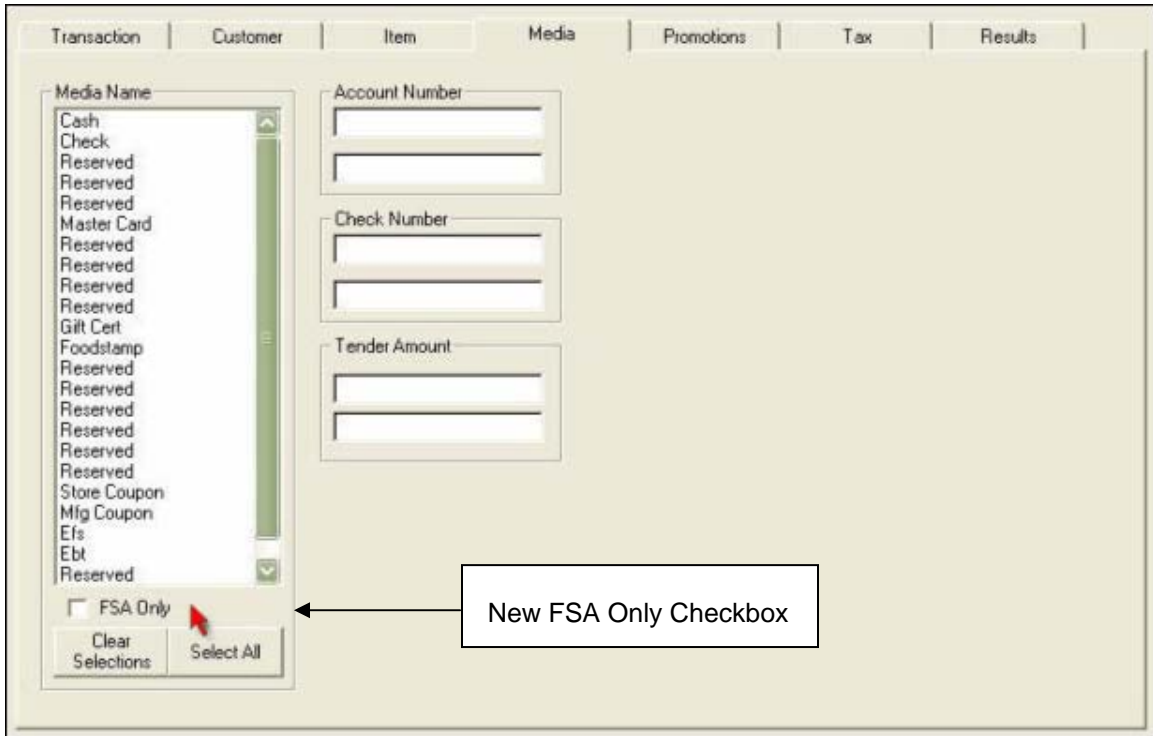 Transaction Customer Item Media Promotions Tax Results
Media Name
Cash
Check
Reserved
Reserved
Reserved
Master Card
Reserved
Reserved
Reserved
Reserved
Gift Cert
Foodstamp
Reserved
Reserved
Reserved
Reserved
Reserved
Reserved
Store Coupon
Mfg Coupon
Efs
Ebt
Reserved
FSA Only
Clear
Selections
Select All
Account Number
Check Number
Tender Amount
New FSA Only Checkbox